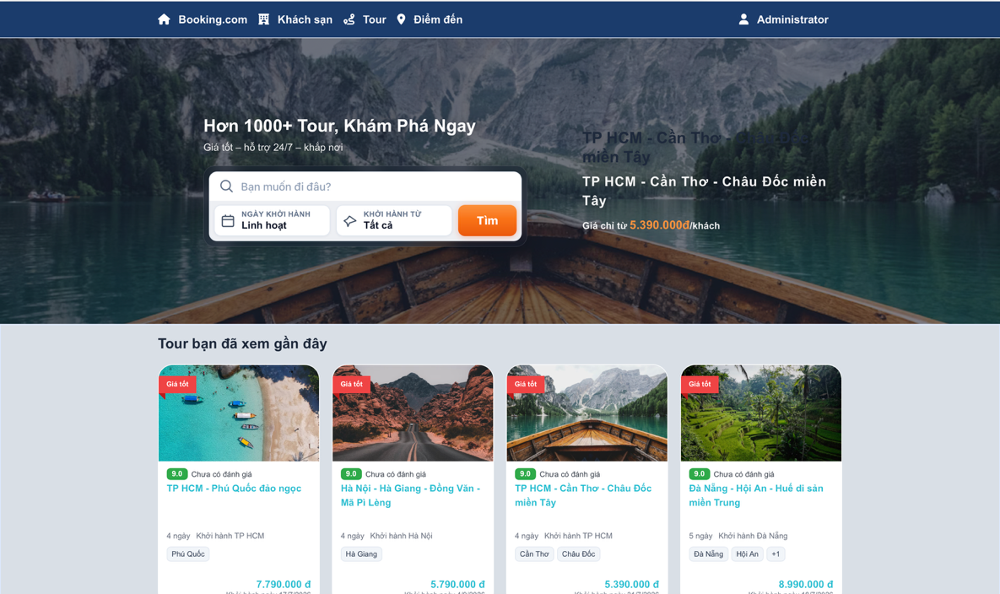 Booking.com Khách sạn Tour Điểm đến Administrator
Hơn 1000+ Tour, Khám Phá Ngay
Giá tốt – hỗ trợ 24/7 – khắp nơi
Bạn muốn đi đâu?
NGÀY KHỞI HÀNH
Linh hoạt
KHỞI HÀNH TỪ
Tất cả
Tìm
TP HCM - Cần Thơ - Châu Đốc
miền Tây
TP HCM - Cần Thơ - Châu Đốc miền
Tây
Giá chỉ từ 5.390.000đ/khách
Tour bạn đã xem gần đây
Giá tốt
9.0 Chưa có đánh giá
TP HCM - Phú Quốc đảo ngọc
4 ngày Khởi hành TP HCM
Phú Quốc
7.790.000 đ
Khởi hành ngày 17/7/2026
Giá tốt
9.0 Chưa có đánh giá
Hà Nội - Hà Giang - Đồng Văn -
Mã Pì Lèng
4 ngày Khởi hành Hà Nội
Hà Giang
5.790.000 đ
Giá tốt
9.0 Chưa có đánh giá
TP HCM - Cần Thơ - Châu Đốc
miền Tây
4 ngày Khởi hành TP HCM
Cần Thơ Châu Đốc
5.390.000 đ
Giá tốt
9.0 Chưa có đánh giá
Đà Nẵng - Hội An - Huế di sản
miền Trung
5 ngày Khởi hành Đà Nẵng
Đà Nẵng Hội An +1
8.990.000 đ